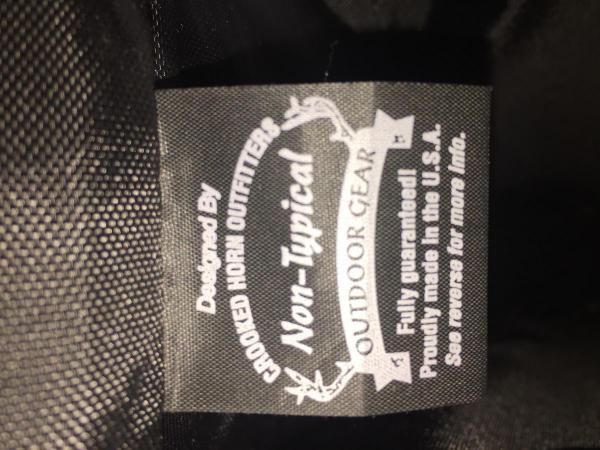 Designed By
CROOKED HORN OUTFITTERS
Non-Typical
OUTDOOR GEAR
Fully guaranteed!
Proudly made in the U.S.A.
See reverse for more info.